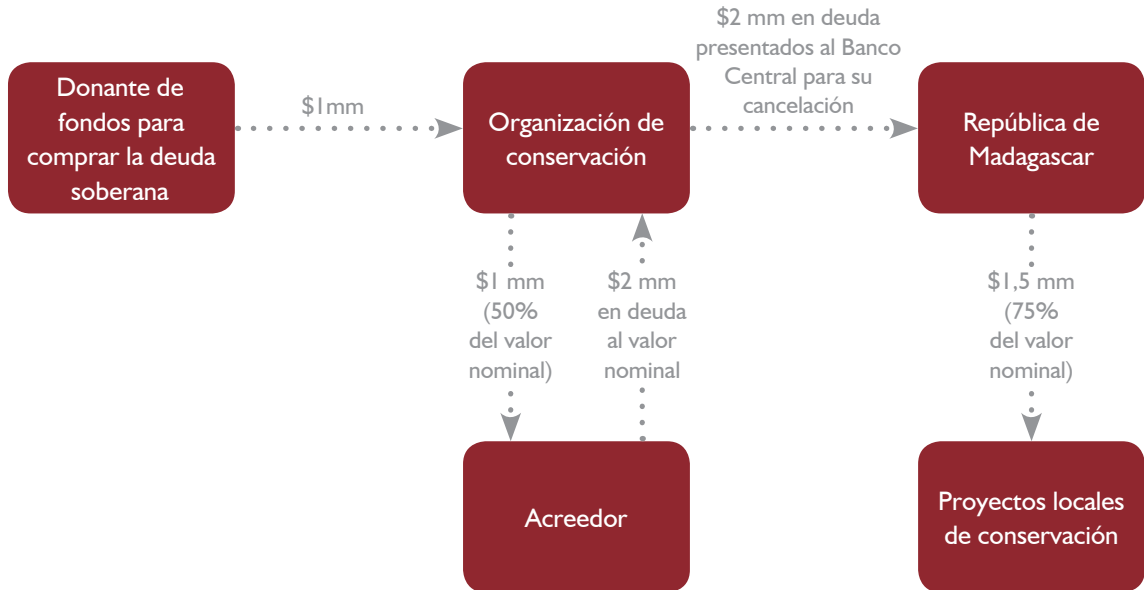 Donante de
fondos para
comprar la deuda
soberana
$1mm
Organización de
conservación
$2 mm en deuda
presentados al Banco
Central para su
cancelación
República de
Madagascar
$1 mm
(50%
del valor
nominal)
$2 mm
en deuda
al valor
nominal
$1,5 mm
(75%
del valor
nominal)
Acreedor
Proyectos locales
de conservación